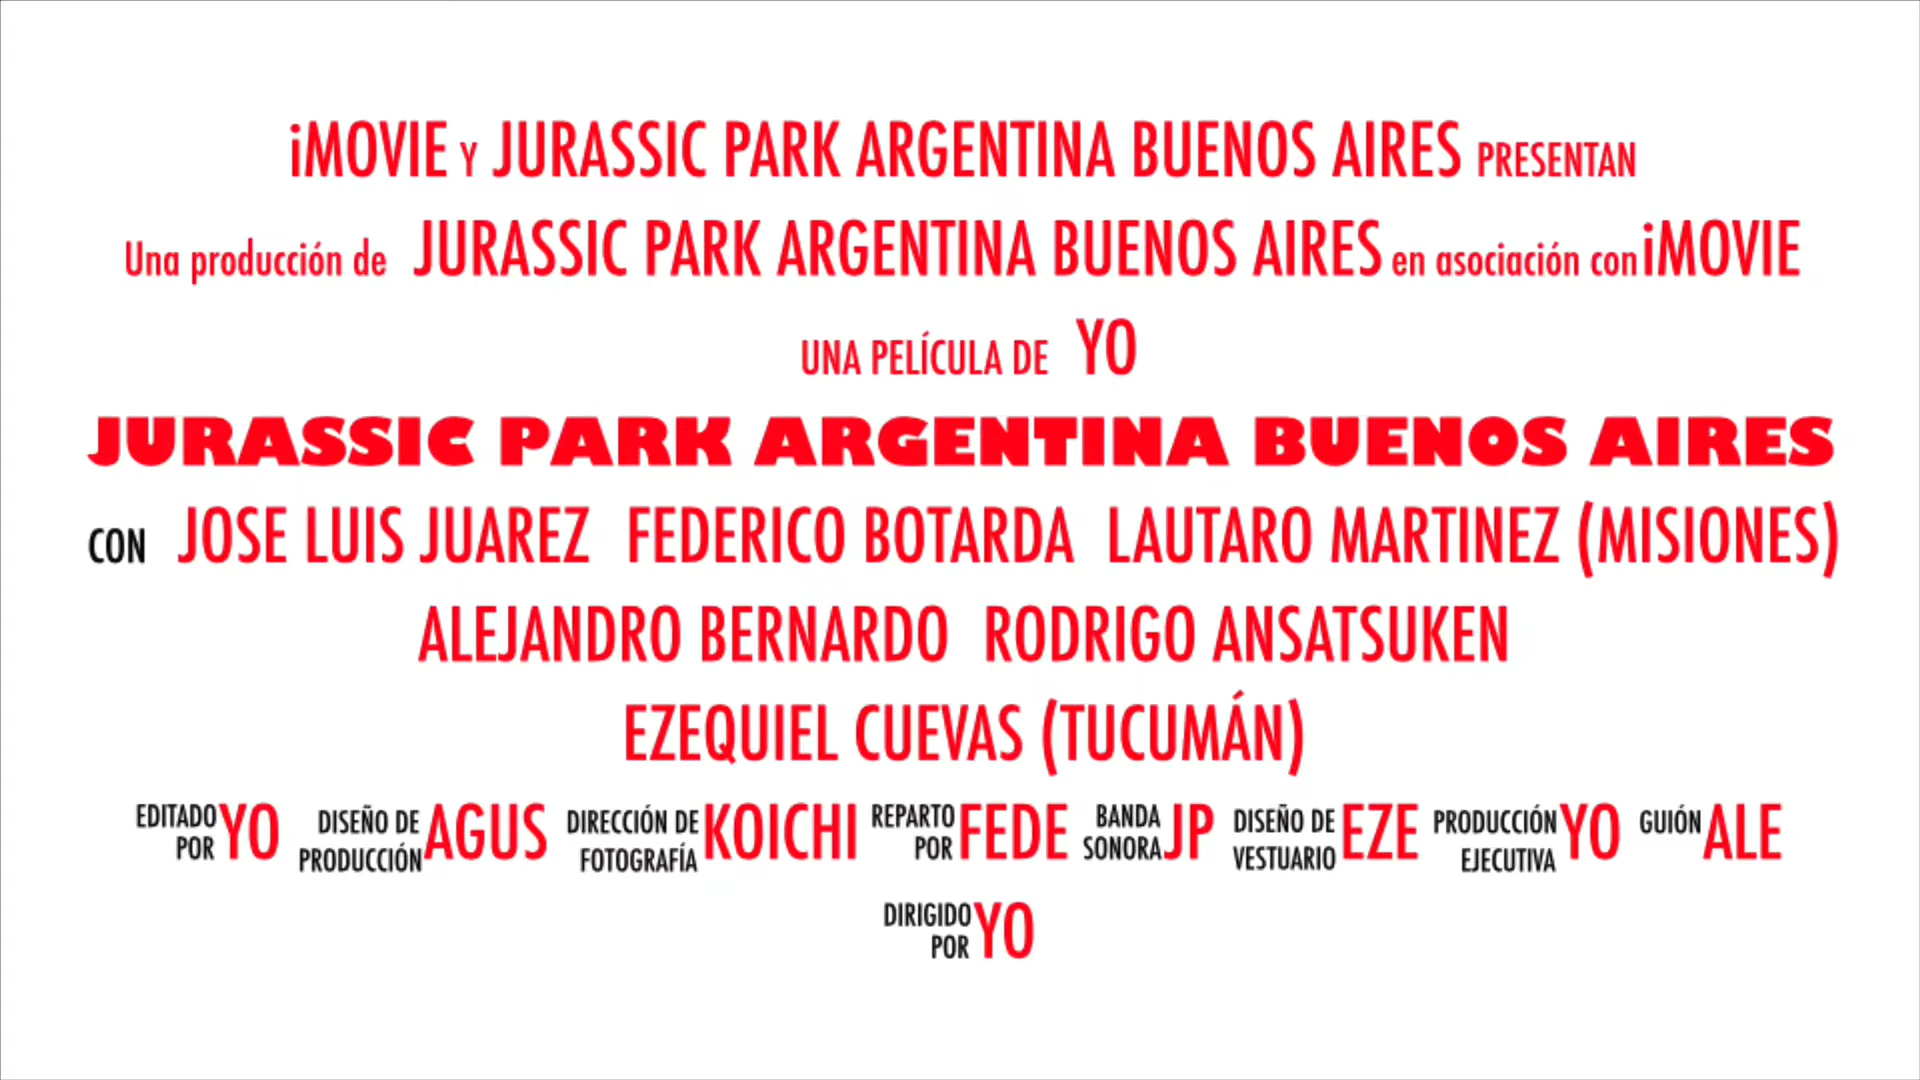 iMOVIE Y JURASSIC PARK ARGENTINA BUENOS AIRES PRESENTAN
Una producción de JURASSIC PARK ARGENTINA BUENOS AIRES en asociación con iMOVIE
UNA PELÍCULA DE YO
JURASSIC PARK ARGENTINA BUENOS AIRES
CON JOSE LUIS JUAREZ FEDERICO BOTARDA LAUTARO MARTINEZ (MISIONES)
ALEJANDRO BERNARDO RODRIGO ANSATSUKEN
EZEQUIEL CUEVAS (TUCUMÁN)
EDITADO POR YO DISEÑO DE PRODUCCIÓN AGUS DIRECCIÓN DE FOTOGRAFÍA KOICHI REPARTO POR FEDE BANDA SONORA JP DISEÑO DE VESTUARIO EZE PRODUCCIÓN EJECUTIVA YO GUIÓN ALE
DIRIGIDO POR YO